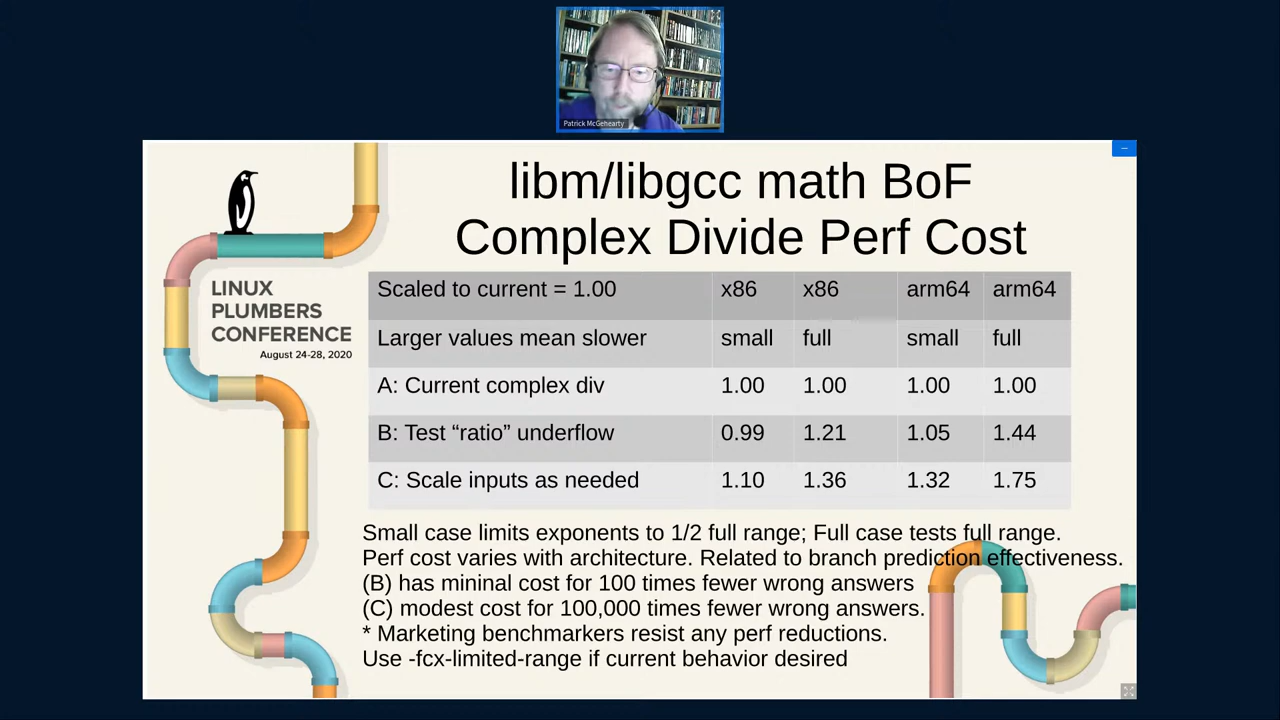 Patrick McGehearty
libm/libgcc math BoF
Complex Divide Perf Cost
LINUX
PLUMBERS
CONFERENCE
August 24-28, 2020
Scaled to current = 1.00 x86 x86 arm64 arm64
Larger values mean slower small full small full
A: Current complex div 1.00 1.00 1.00 1.00
B: Test “ratio” underflow 0.99 1.21 1.05 1.44
C: Scale inputs as needed 1.10 1.36 1.32 1.75
Small case limits exponents to 1/2 full range; Full case tests full range.
Perf cost varies with architecture. Related to branch prediction effectiveness.
(B) has mininal cost for 100 times fewer wrong answers
(C) modest cost for 100,000 times fewer wrong answers.
* Marketing benchmarkers resist any perf reductions.
Use -fcx-limited-range if current behavior desired